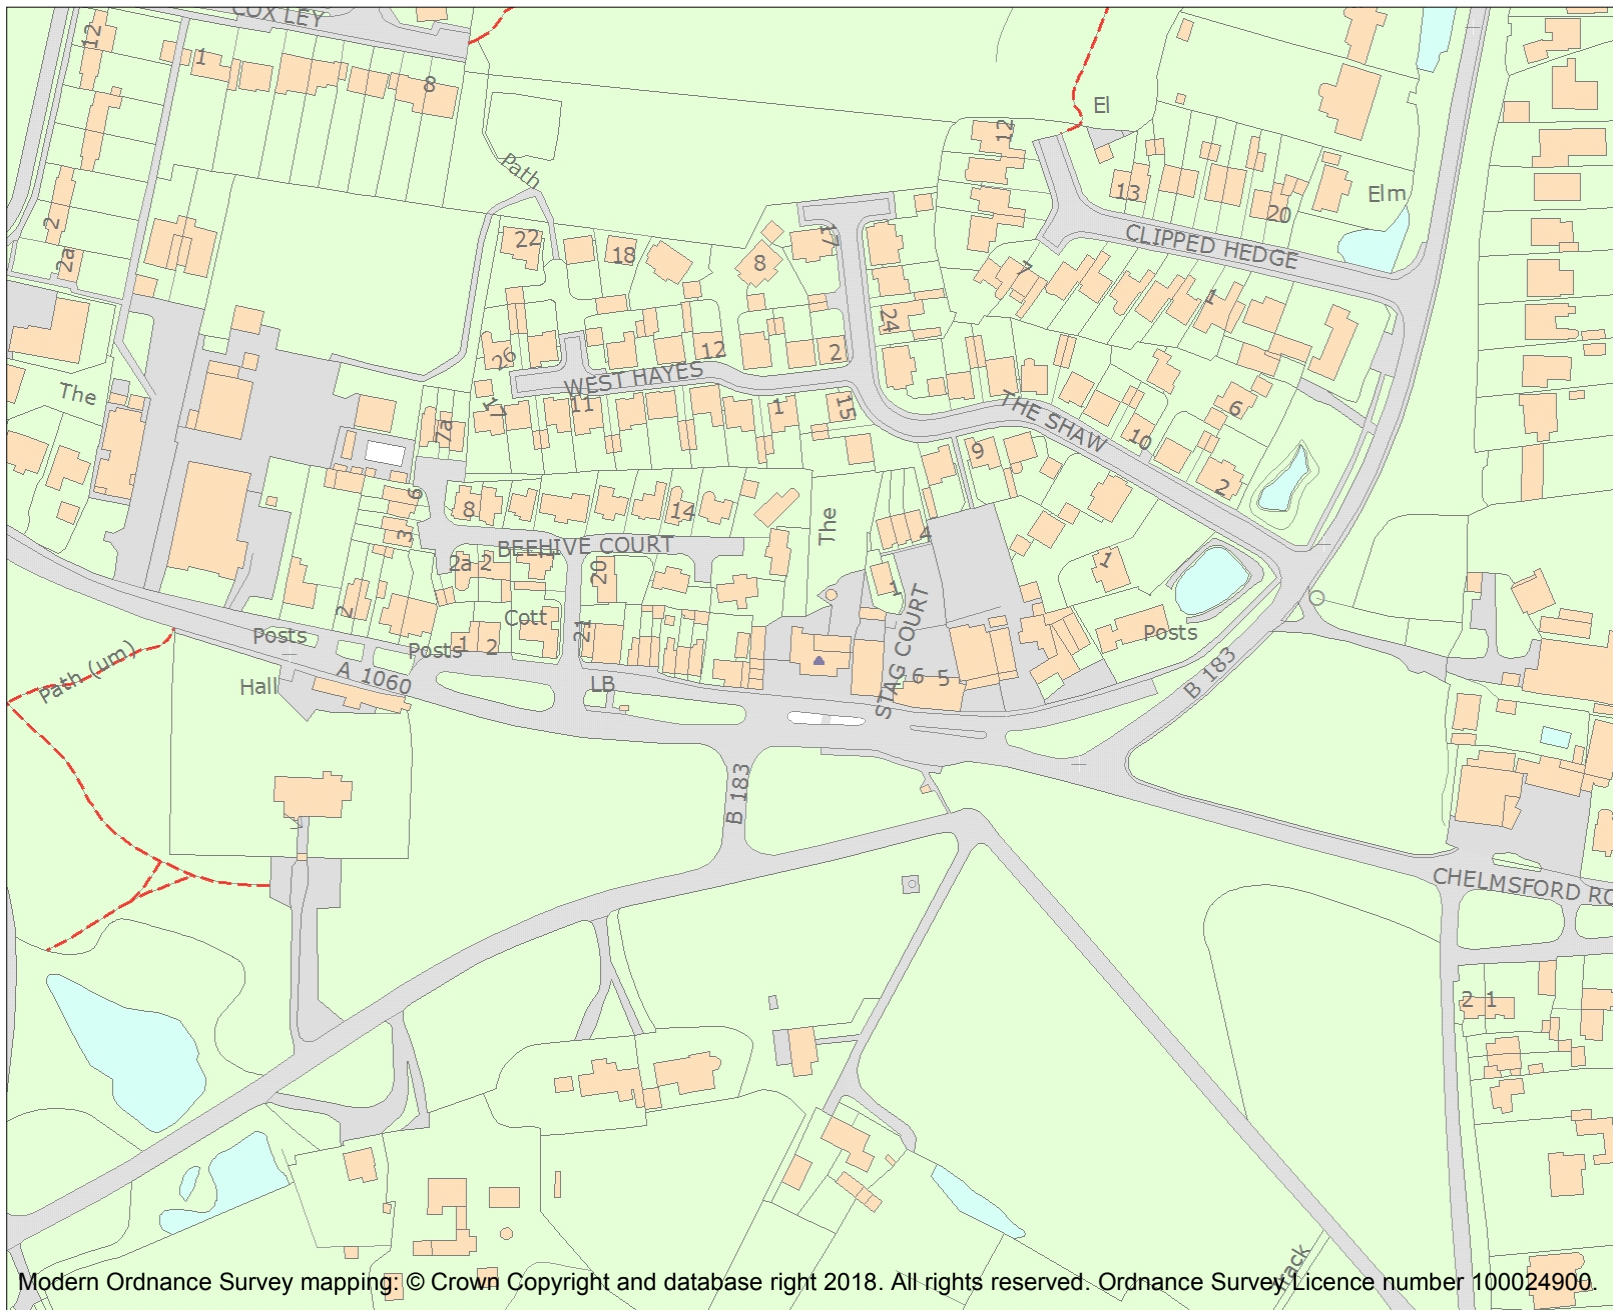 COX LEY
12
1
8
El
12
Path
13
20
Elm
2
2a
22
18
8
17
CLIPPED HEDGE
7
1
24
26
12
2
WEST HAYES
The
17
11
1
15
THE SHAW
6
7a
10
9
2
6
8
14
The
4
3
BEEHIVE COURT
2a
2
20
1
1
2
Cott
21
STAG COURT
Posts
Posts
1
2
Posts
Path (um)
A 1060
Hall
LB
6
5
B 183
B 183
CHELMSFORD RO
2
1
Track
Modern Ordnance Survey mapping: © Crown Copyright and database right 2018. All rights reserved. Ordnance Survey Licence number 100024900.